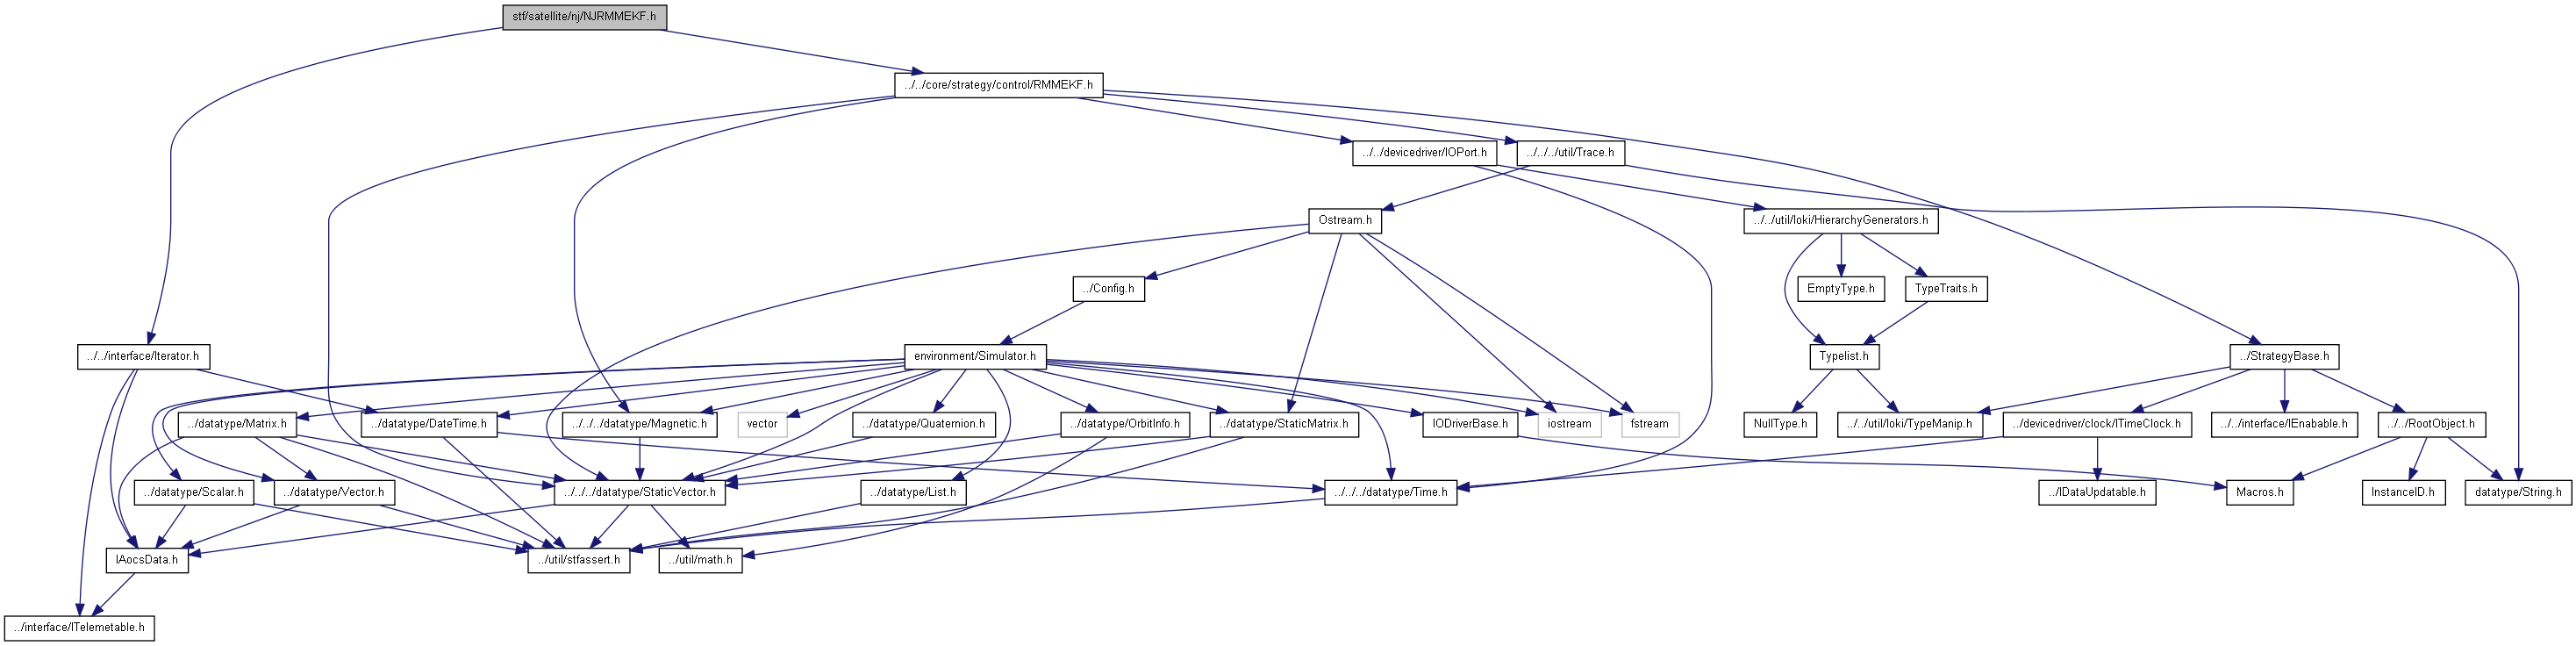 stf/satellite/nj/NJRMMEKF.h
../../core/strategy/control/RMMEKF.h
../../devicedriver/IOPort.h
../../../util/Trace.h
Ostream.h
../../util/loki/HierarchyGenerators.h
../Config.h
EmptyType.h
TypeTraits.h
../../interface/Iterator.h
environment/Simulator.h
Typelist.h
../StrategyBase.h
../datatype/Matrix.h
../datatype/DateTime.h
../../../datatype/Magnetic.h
vector
../datatype/Quaternion.h
../datatype/OrbitInfo.h
../datatype/StaticMatrix.h
IODriverBase.h
iostream
fstream
NullType.h
../../util/loki/TypeManip.h
../devicedriver/clock/ITimeClock.h
../../interface/IEnabable.h
../../RootObject.h
../datatype/Scalar.h
../datatype/Vector.h
../../../datatype/StaticVector.h
../datatype/List.h
../../../datatype/Time.h
../IDataUpdatable.h
Macros.h
InstanceID.h
datatype/String.h
IAocsData.h
../util/stfassert.h
../util/math.h
../interface/ITelemetable.h